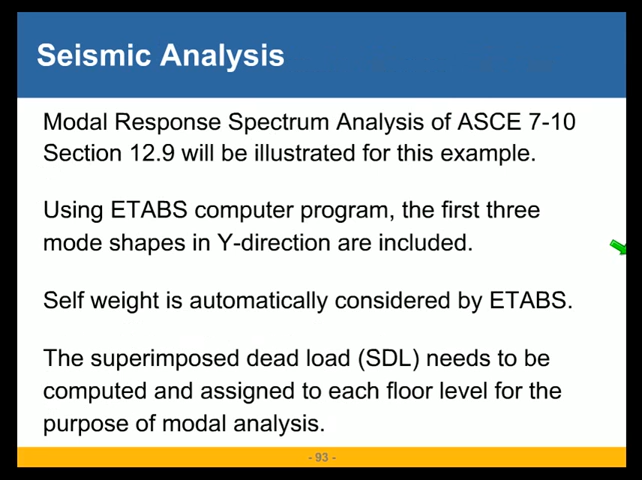 Seismic Analysis
Modal Response Spectrum Analysis of ASCE 7-10
Section 12.9 will be illustrated for this example.
Using ETABS computer program, the first three
mode shapes in Y-direction are included.
Self weight is automatically considered by ETABS.
The superimposed dead load (SDL) needs to be
computed and assigned to each floor level for the
purpose of modal analysis.
- 93 -